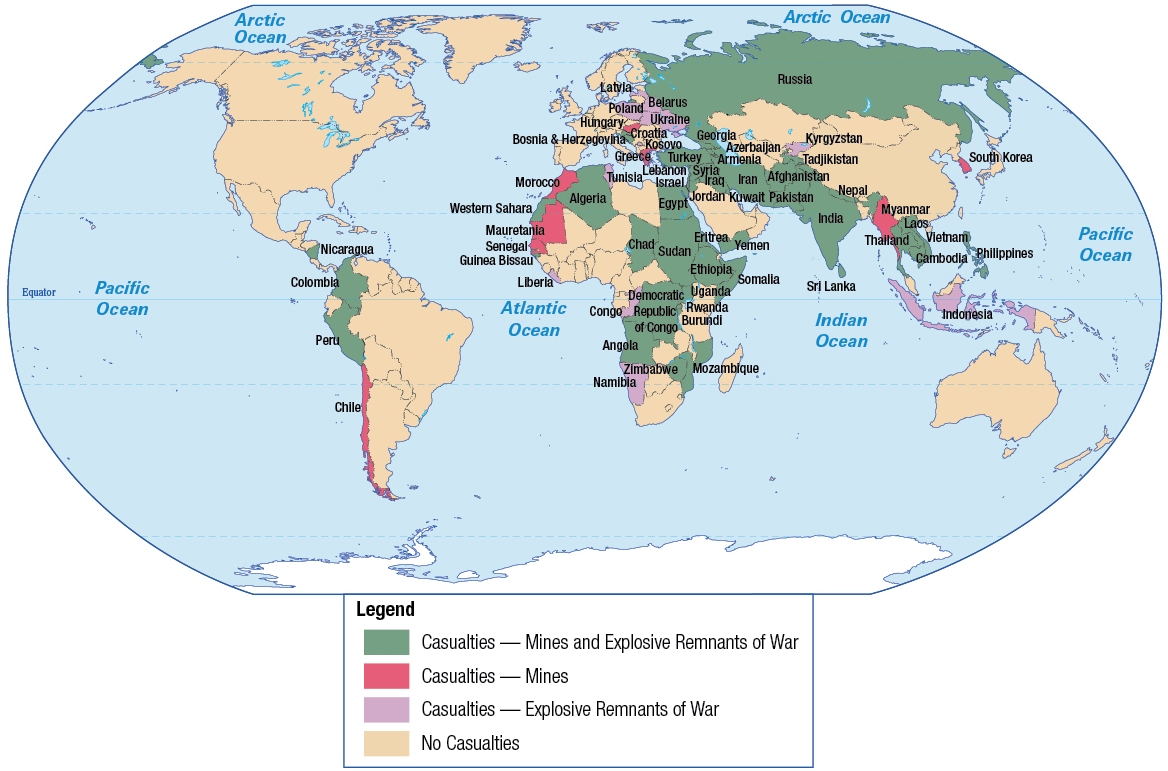 Arctic
Ocean
Arctic Ocean
Russia
Latvia
Poland
Belarus
Hungary
Ukraine
Croatia
Bosnia & Herzegovina
Kosovo
Georgia
Azerbaijan
Kyrgyzstan
Greece
Turkey
Armenia
Tadjikistan
South Korea
Lebanon
Syria
Tunisia
Israel
Iraq
Iran
Afghanistan
Morocco
Algeria
Jordan
Kuwait
Pakistan
Nepal
Egypt
Western Sahara
India
Myanmar
Laos
Mauretania
Chad
Sudan
Eritrea
Yemen
Thailand
Vietnam
Pacific
Ocean
Senegal
Nicaragua
Guinea Bissau
Cambodia
Philippines
Colombia
Liberia
Ethiopia
Somalia
Sri Lanka
Equator
Pacific
Ocean
Atlantic
Ocean
Congo
Democratic
Republic
of Congo
Uganda
Rwanda
Burundi
Indian
Ocean
Indonesia
Peru
Angola
Zimbabwe
Mozambique
Namibia
Chile
Legend
Casualties — Mines and Explosive Remnants of War
Casualties — Mines
Casualties — Explosive Remnants of War
No Casualties